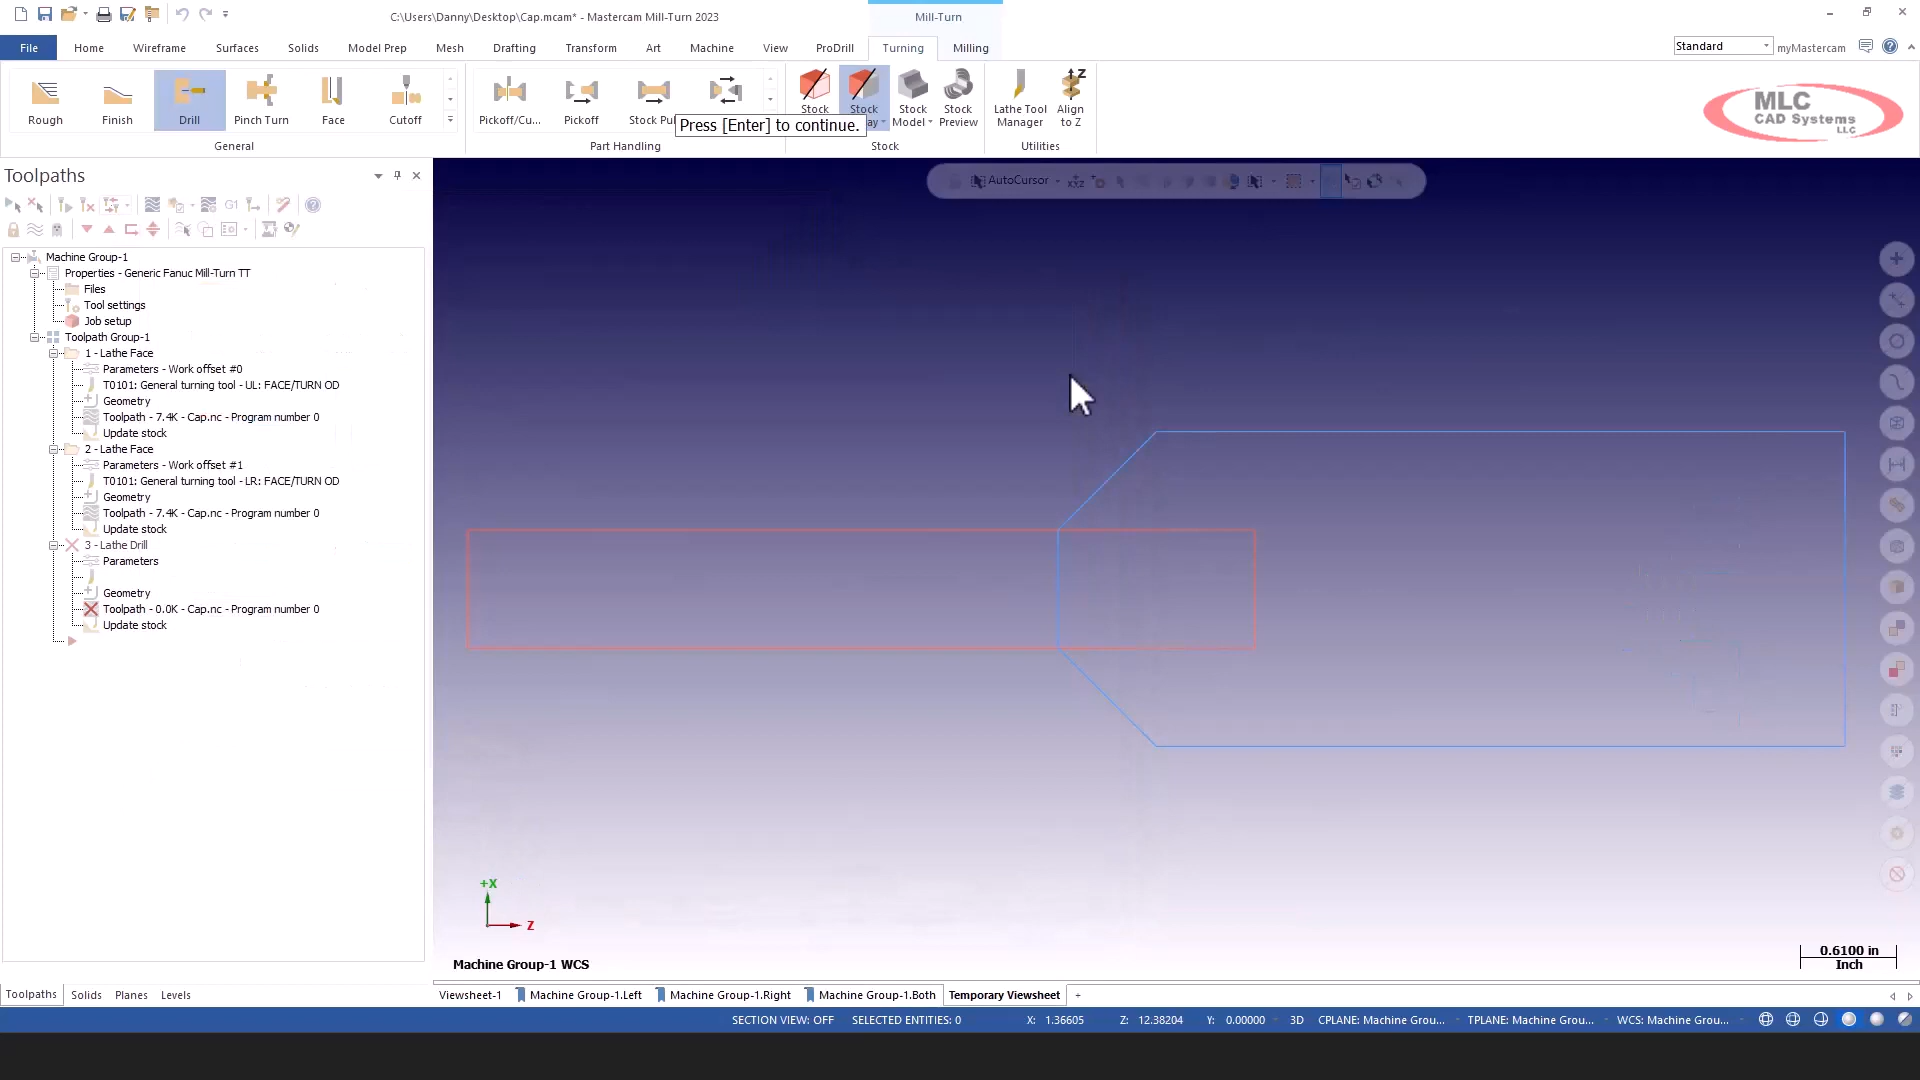 C:\Users\Danny\Desktop\Cap.mcam* - Mastercam Mill-Turn 2023
Mill-Turn
File Home Wireframe Surfaces Solids Model Prep Mesh Drafting Transform Art Machine View ProDrill Turning Milling
Standard myMastercam
Rough Finish Drill Pinch Turn Face Cutoff
General
Pickoff/Cu... Pickoff Stock Pu
Press [Enter] to continue.
Part Handling
Stock
Stock
ay
Stock
Model
Stock
Preview
Stock
Lathe Tool
Manager
Align
to Z
Utilities
MLC
CAD Systems
LLC
Toolpaths
G1
AutoCursor
Machine Group-1
Properties - Generic Fanuc Mill-Turn TT
Files
Tool settings
Job setup
Toolpath Group-1
1 - Lathe Face
Parameters - Work offset #0
T0101: General turning tool - UL: FACE/TURN OD
Geometry
Toolpath - 7.4K - Cap.nc - Program number 0
Update stock
2 - Lathe Face
Parameters - Work offset #1
T0101: General turning tool - LR: FACE/TURN OD
Geometry
Toolpath - 7.4K - Cap.nc - Program number 0
Update stock
3 - Lathe Drill
Parameters
Geometry
Toolpath - 0.0K - Cap.nc - Program number 0
Update stock
+X
Z
Machine Group-1 WCS
0.6100 in
Inch
Toolpaths Solids Planes Levels
Viewsheet-1 Machine Group-1.Left Machine Group-1.Right Machine Group-1.Both Temporary Viewsheet +
SECTION VIEW: OFF SELECTED ENTITIES: 0 X: 1.36605 Z: 12.38204 Y: 0.00000 3D CPLANE: Machine Grou... TPLANE: Machine Grou... WCS: Machine Grou...